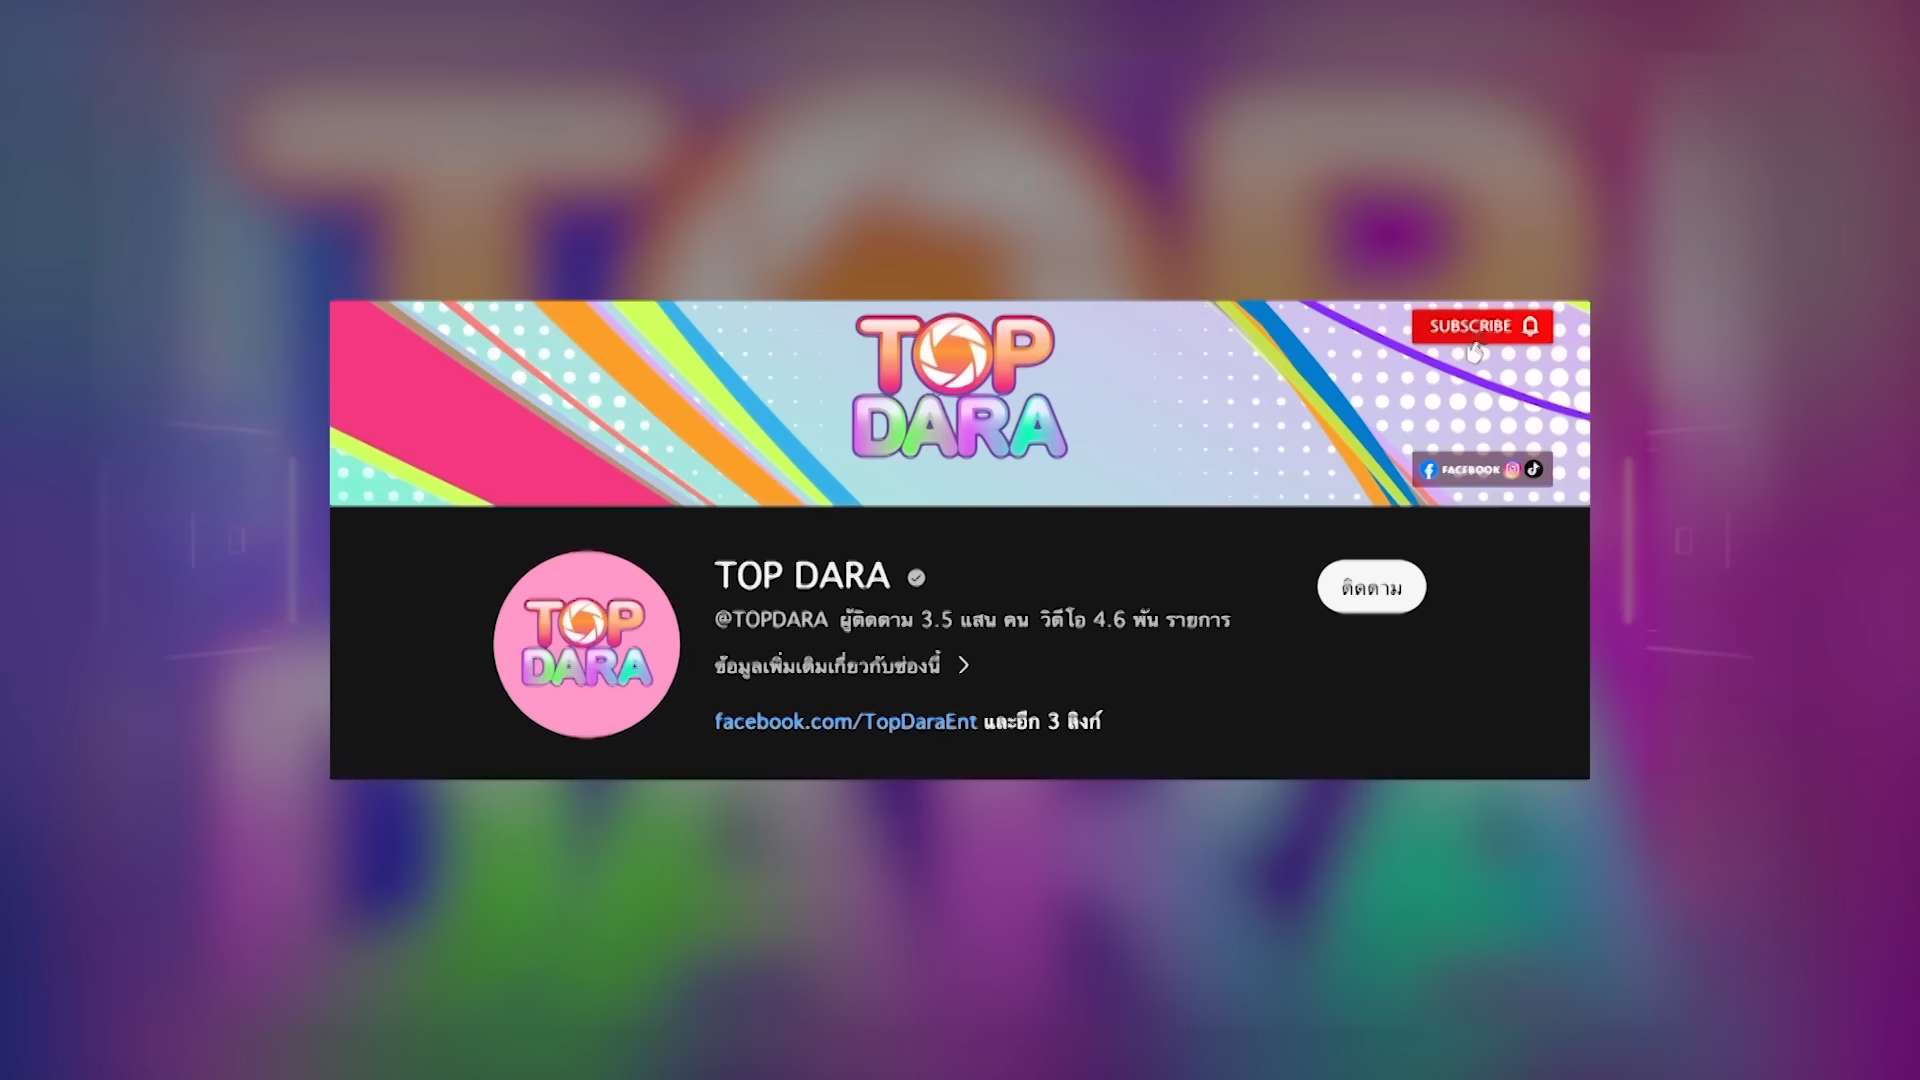 TOP
DARA
SUBSCRIBE
FACEBOOK
TOP
DARA
TOP DARA
@TOPDARA ผู้ติดตาม 3.5 แสน คน วิดีโอ 4.6 พัน รายการ
ติดตาม
ข้อมูลเพิ่มเติมเกี่ยวกับช่องนี้
facebook.com/TopDaraEnt และอีก 3 ลิงก์